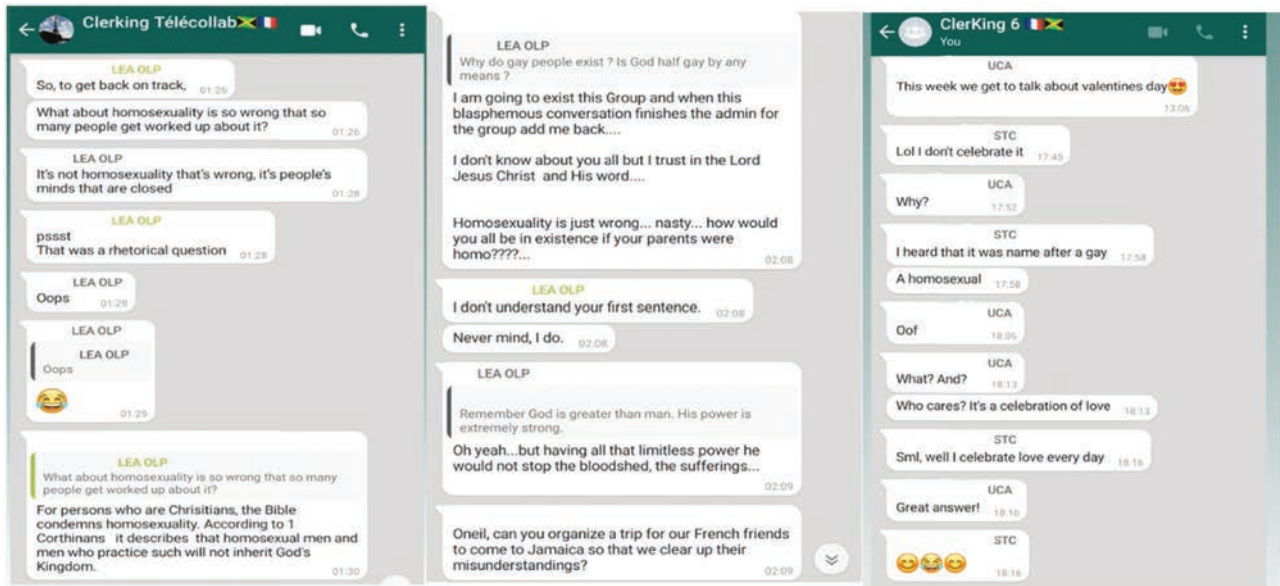 Clerking Télécollab
LEA OLP
So, to get back on track,
01:26
What about homosexuality is so wrong that so
many people get worked up about it?
01:26
LEA OLP
It's not homosexuality that's wrong, it's people's
minds that are closed
01:28
LEA OLP
pssst
That was a rhetorical question
01:28
LEA OLP
Oops
01:29
LEA OLP
LEA OLP
Oops
01:29
LEA OLP
What about homosexuality is so wrong that so many
people get worked up about it?
For persons who are Chrisitians, the Bible
condemns homosexuality. According to 1
Corthinans it describes that homosexual men and
men who practice such will not inherit God's
Kingdom.
01:30
LEA OLP
Why do gay people exist ? Is God half gay by any
means ?
I am going to exist this Group and when this
blasphemous conversation finishes the admin for
the group add me back....
I don't know about you all but I trust in the Lord
Jesus Christ and His word....
Homosexuality is just wrong... nasty... how would
you all be in existence if your parents were
homo????...
02:08
LEA OLP
I don't understand your first sentence.
02:08
Never mind, I do.
02:08
LEA OLP
Remember God is greater than man. His power is
extremely strong.
Oh yeah...but having all that limitless power he
would not stop the bloodshed, the sufferings...
02:09
Oneil, can you organize a trip for our French friends
to come to Jamaica so that we clear up their
misunderstandings?
02:09
ClerKing 6
You
UCA
This week we get to talk about valentines day
13:06
STC
Lol I don't celebrate it
17:45
UCA
Why?
17:52
STC
I heard that it was name after a gay
17:58
A homosexual
17:58
UCA
Oof
18:06
UCA
What? And?
18:13
Who cares? It's a celebration of love
18:13
STC
Sml, well I celebrate love every day
18:16
UCA
Great answer!
18:16
STC
18:16